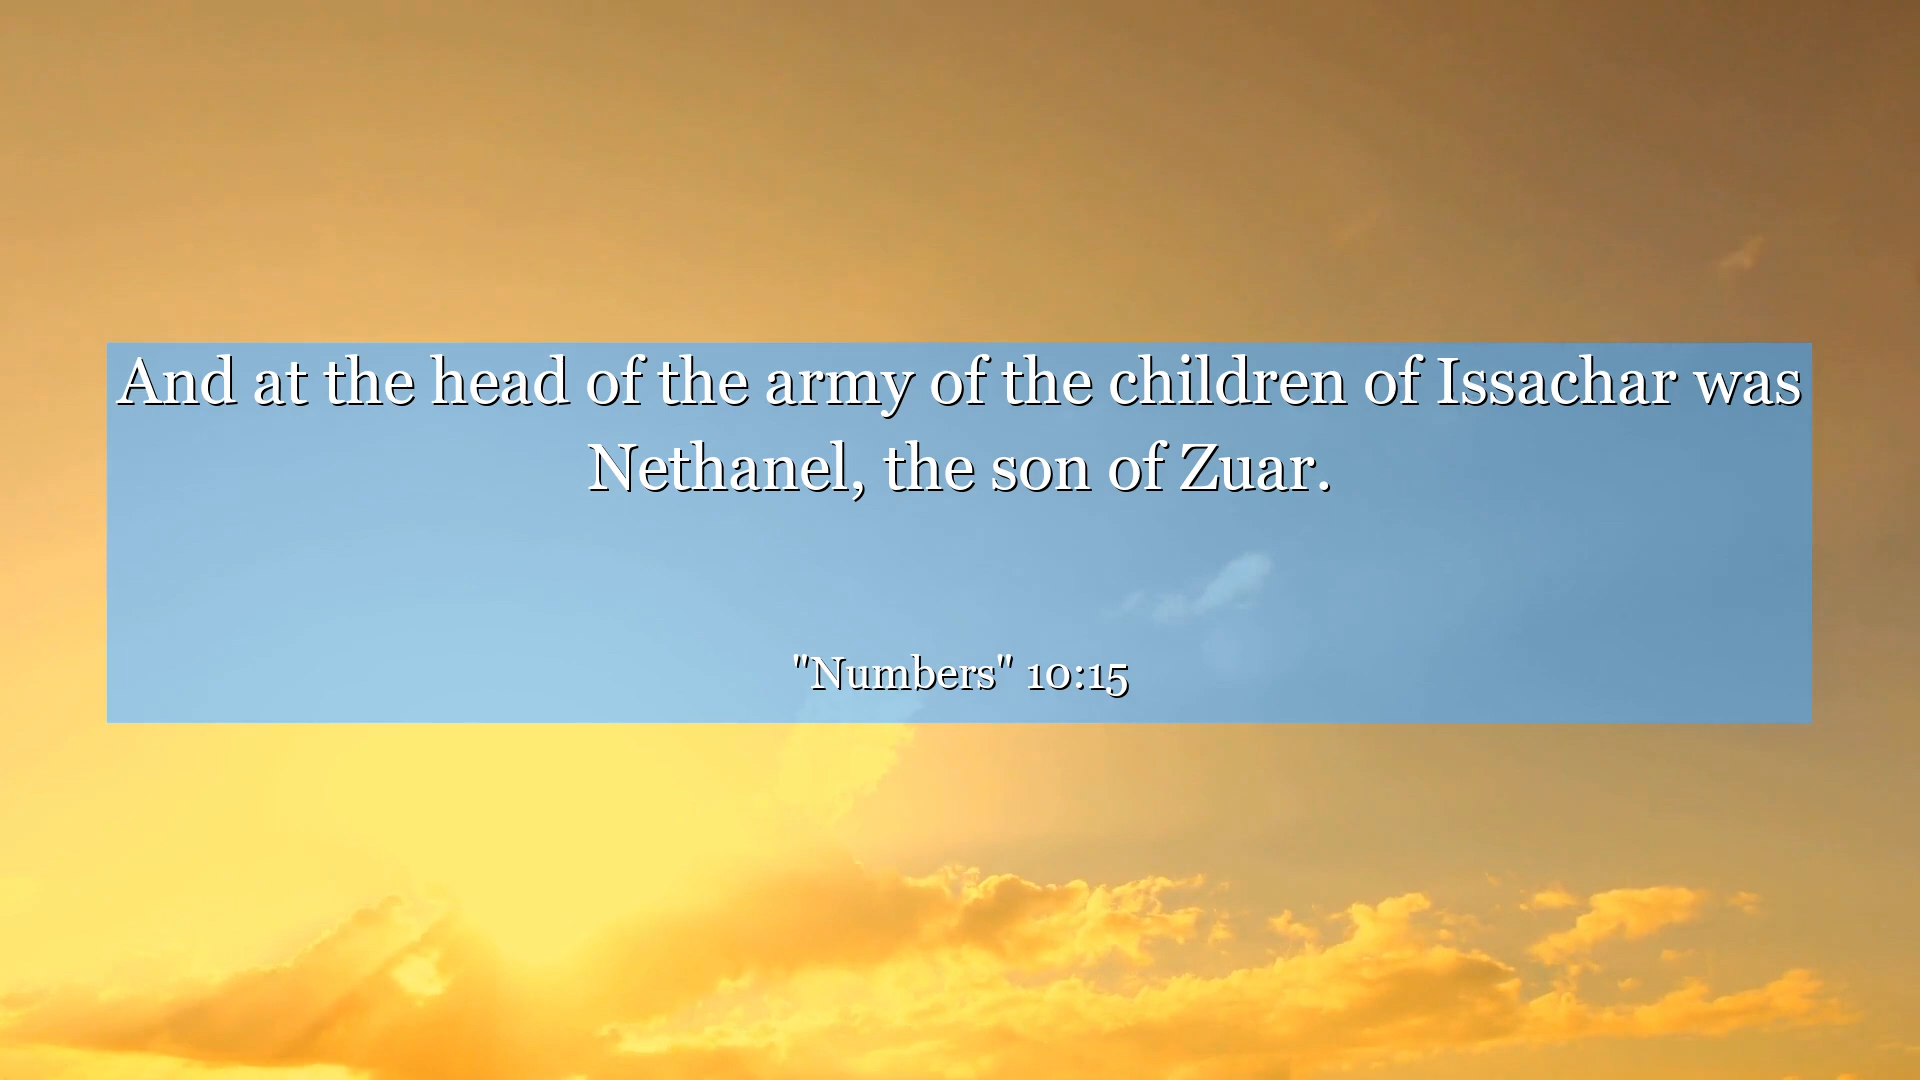 And at the head of the army of the children of Issachar was
Nethanel, the son of Zuar.
"Numbers" 10:15